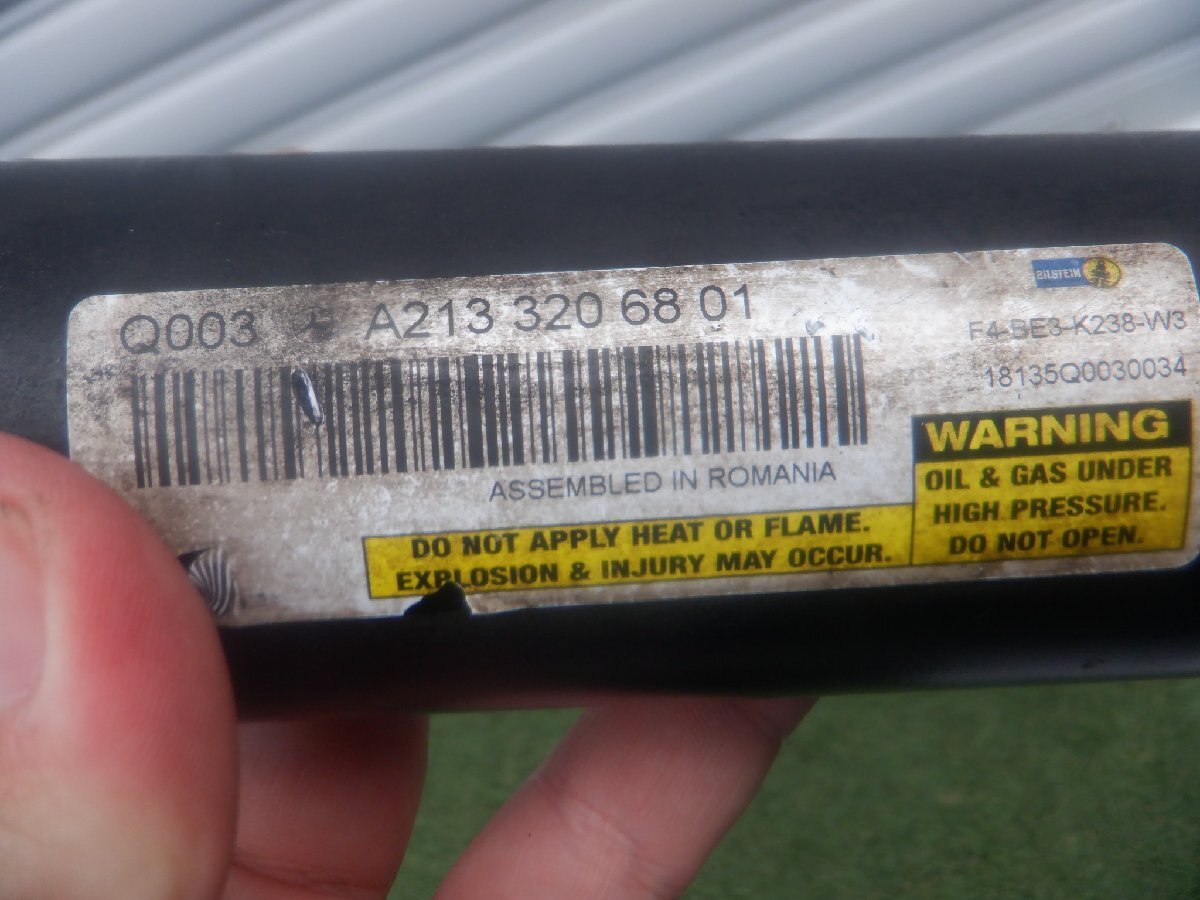 BILSTEIN
Q003 A213 320 68 01
F4-BE3-K238-W3
18135Q0030034
ASSEMBLED IN ROMANIA
WARNING
OIL & GAS UNDER
HIGH PRESSURE.
DO NOT OPEN.
DO NOT APPLY HEAT OR FLAME.
EXPLOSION & INJURY MAY OCCUR.